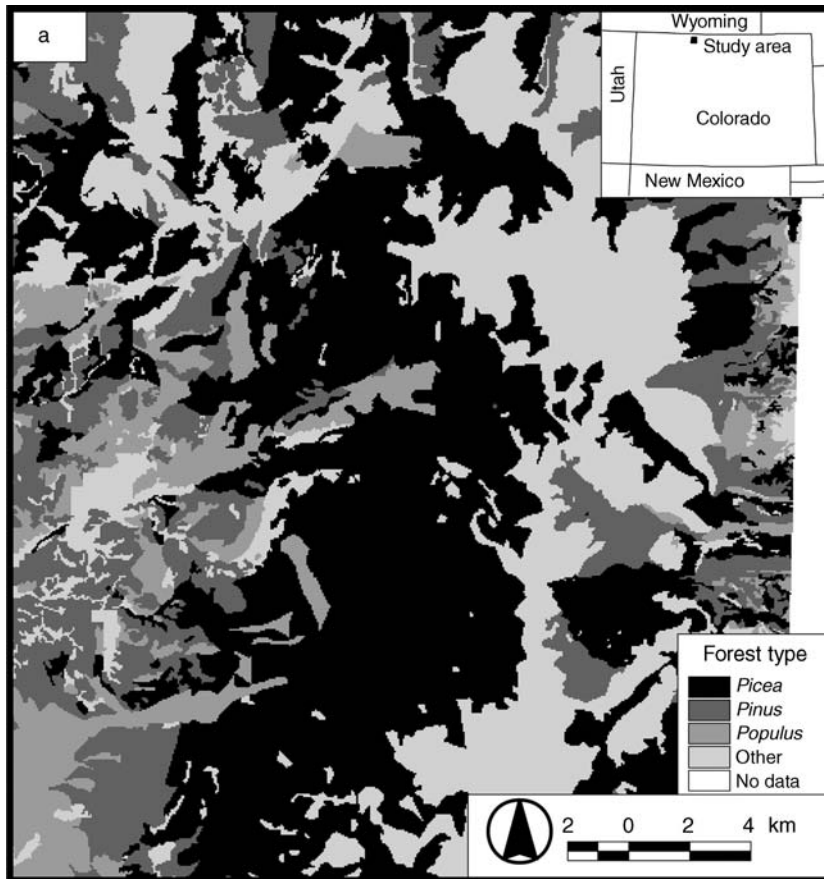 a
Wyoming
Study area
Utah
Colorado
New Mexico
Forest type
Picea
Pinus
Populus
Other
No data
2 0 2 4 km